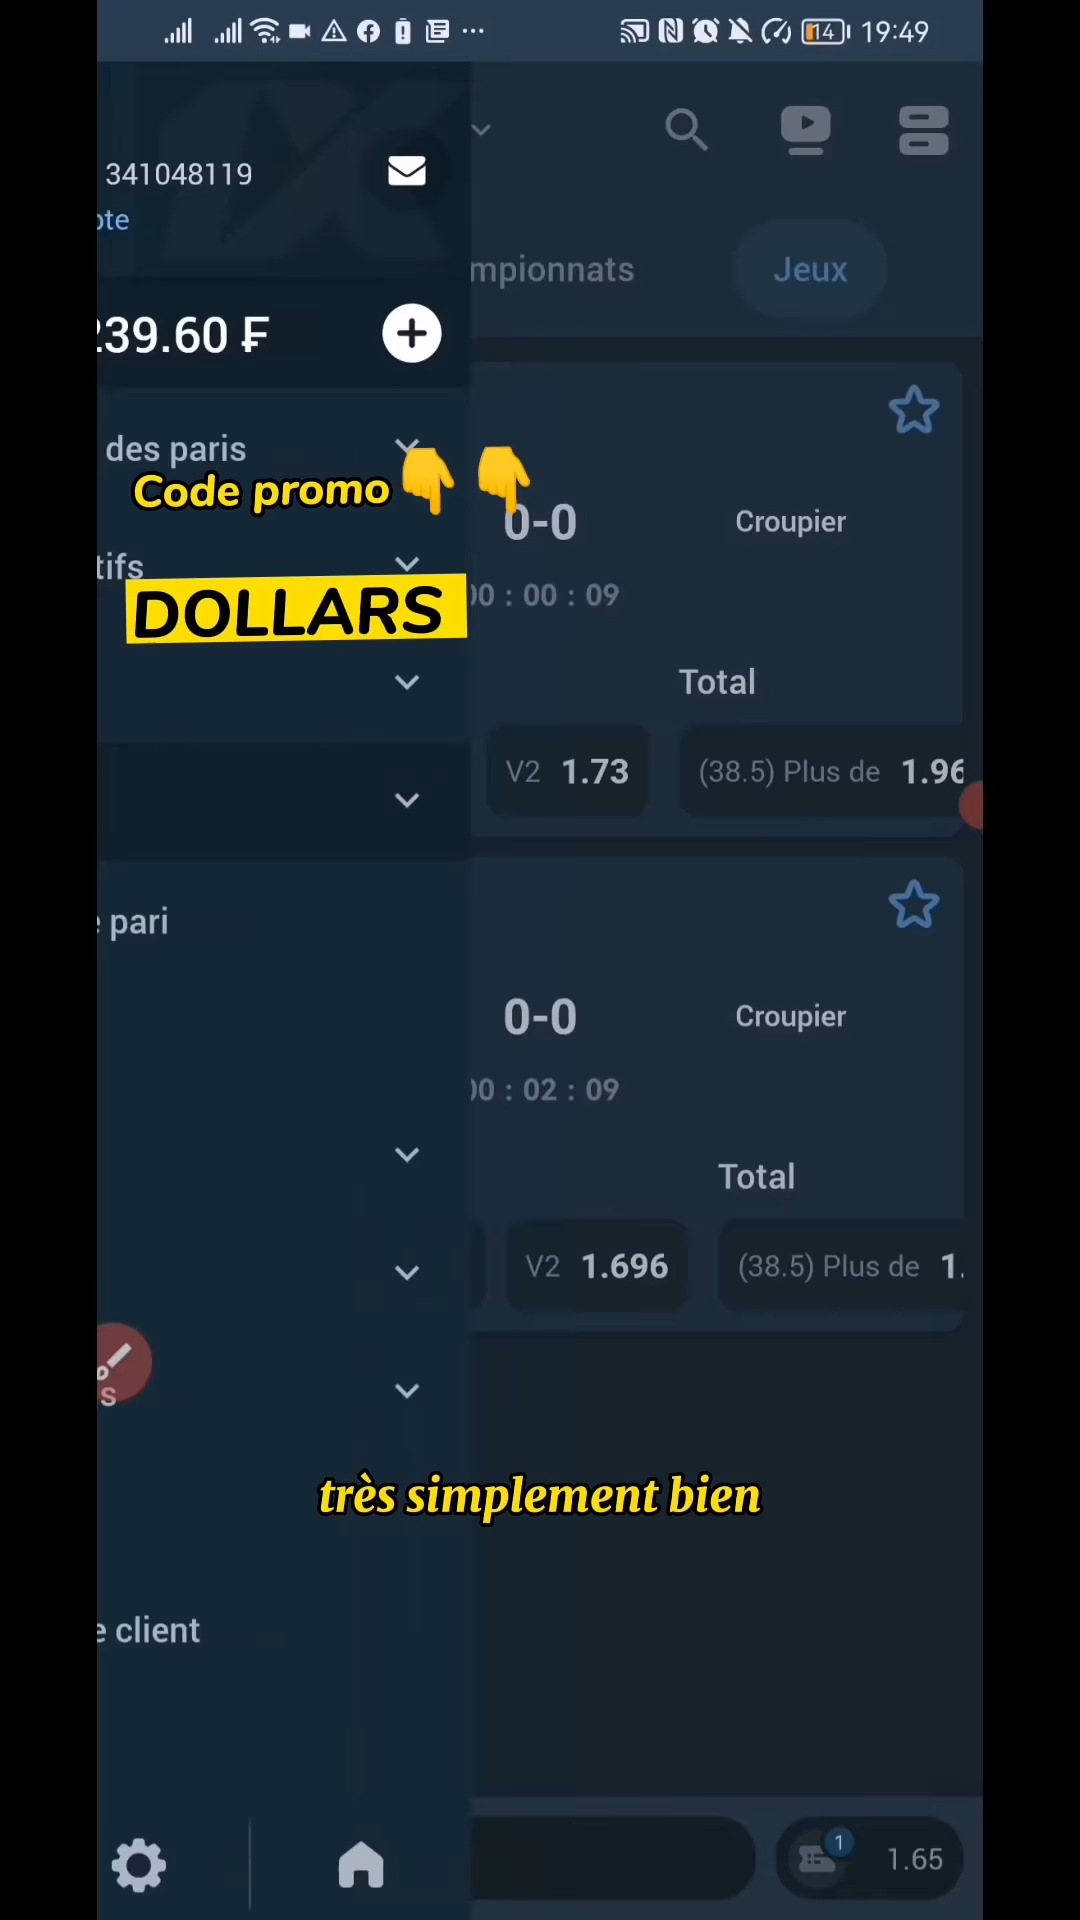 14 19:49
341048119
ote
mpionnats
Jeux
239.60 ₣
des paris
Code promo
0-0
Croupier
tifs
00 : 00 : 09
DOLLARS
Total
V2 1.73
(38.5) Plus de 1.96
e pari
0-0
Croupier
00 : 02 : 09
Total
V2 1.696
(38.5) Plus de 1.
s
très simplement bien
e client
1
1.65